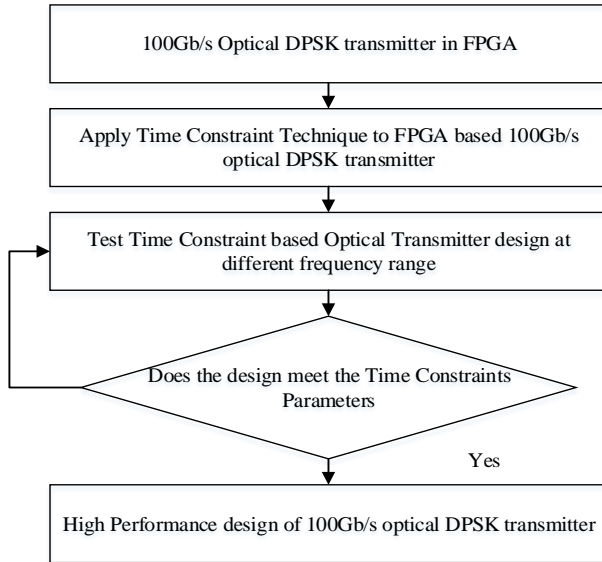 100Gb/s Optical DPSK transmitter in FPGA
Apply Time Constraint Technique to FPGA based 100Gb/s
optical DPSK transmitter
Test Time Constraint based Optical Transmitter design at
different frequency range
Does the design meet the Time Constraints
Parameters
Yes
High Performance design of 100Gb/s optical DPSK transmitter